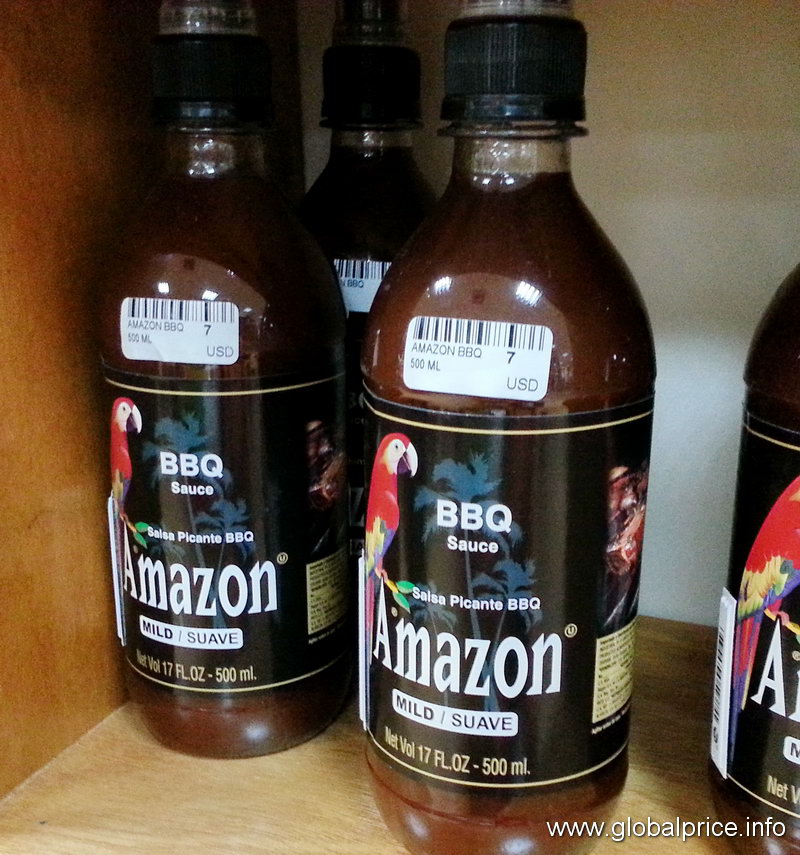 AMAZON BBQ 7
500 ML
USD
BBQ
Sauce
Salsa Picante BBQ
Amazon
MILD / SUAVE
Net Vol 17 FL.OZ - 500 ml.
BBQ
AMAZON BBQ 7
500 ML
USD
BBQ
Sauce
Salsa Picante BBQ
Amazon
MILD / SUAVE
Net Vol 17 FL.OZ - 500 ml.
www.globalprice.info